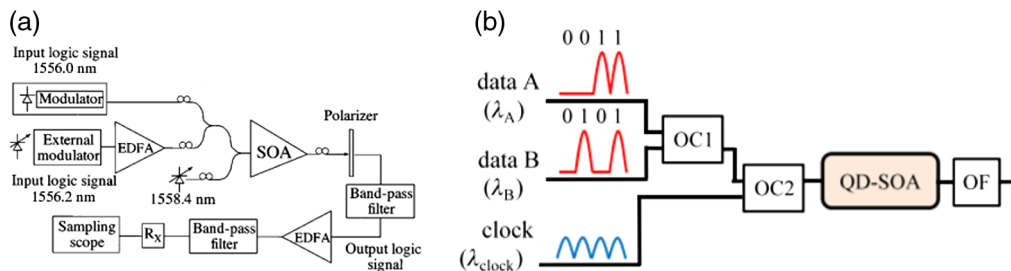 (a)
Input logic signal
1556.0 nm
Modulator
External
modulator
EDFA
Input logic signal
1556.2 nm
1558.4 nm
SOA
Polarizer
Band-pass
filter
Output logic
signal
EDFA
Band-pass
filter
RX
Sampling
scope
(b)
0 0 1 1
data A
(λA)
0 1 0 1
data B
(λB)
clock
(λclock)
OC1
OC2
QD-SOA
OF